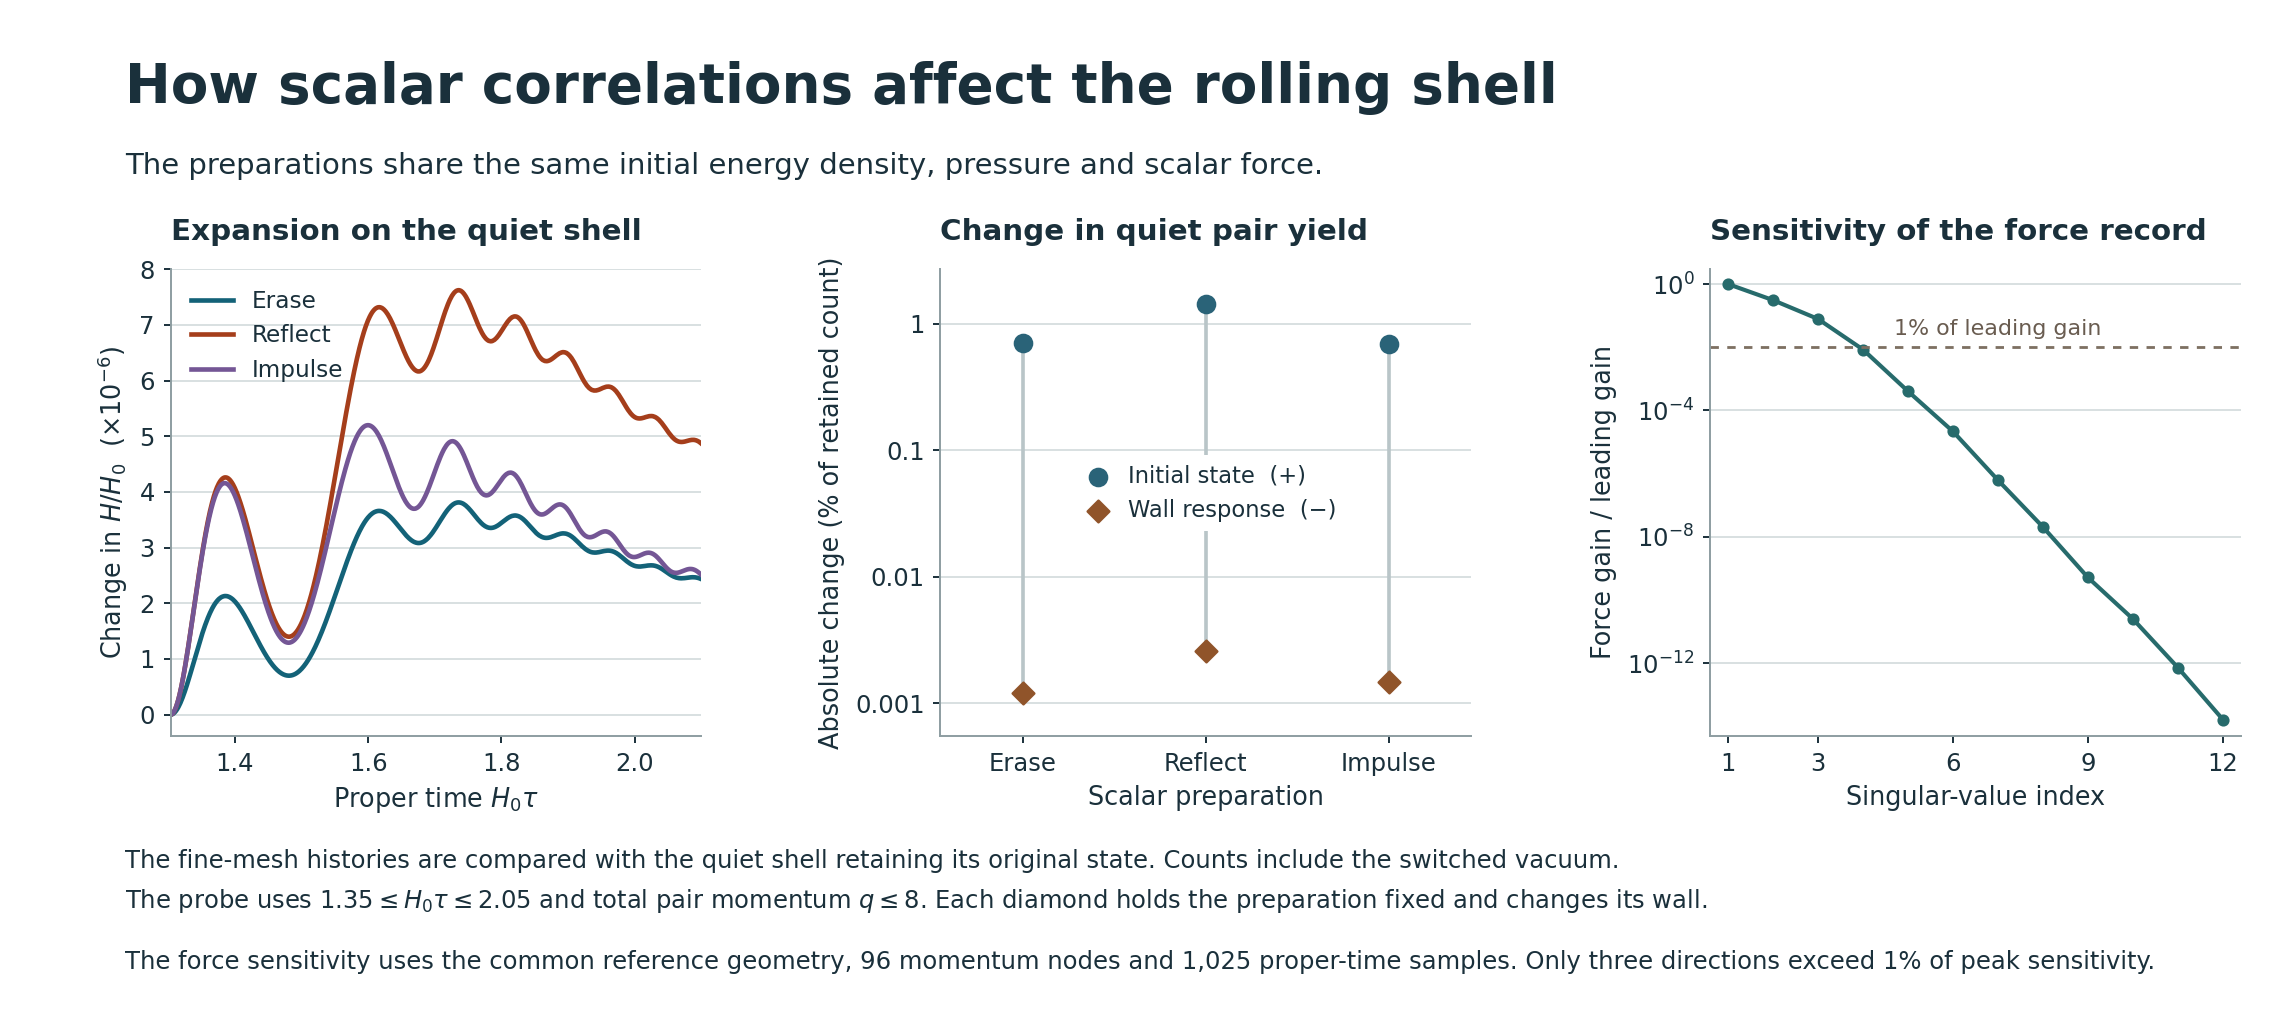 How scalar correlations affect the rolling shell
The preparations share the same initial energy density, pressure and scalar force.
Expansion on the quiet shell
Change in H/H₀ (×10⁻⁶)
8
7
6
5
4
3
2
1
0
Erase
Reflect
Impulse
1.4
1.6
1.8
2.0
Proper time H₀τ
Change in quiet pair yield
Absolute change (% of retained count)
1
0.1
0.01
0.001
Initial state (+)
Wall response (−)
Erase
Reflect
Impulse
Scalar preparation
Sensitivity of the force record
Force gain / leading gain
10⁰
10⁻⁴
10⁻⁸
10⁻¹²
1% of leading gain
1
3
6
9
12
Singular-value index
The fine-mesh histories are compared with the quiet shell retaining its original state. Counts include the switched vacuum.
The probe uses 1.35 ≤ H₀τ ≤ 2.05 and total pair momentum q ≤ 8. Each diamond holds the preparation fixed and changes its wall.
The force sensitivity uses the common reference geometry, 96 momentum nodes and 1,025 proper-time samples. Only three directions exceed 1% of peak sensitivity.